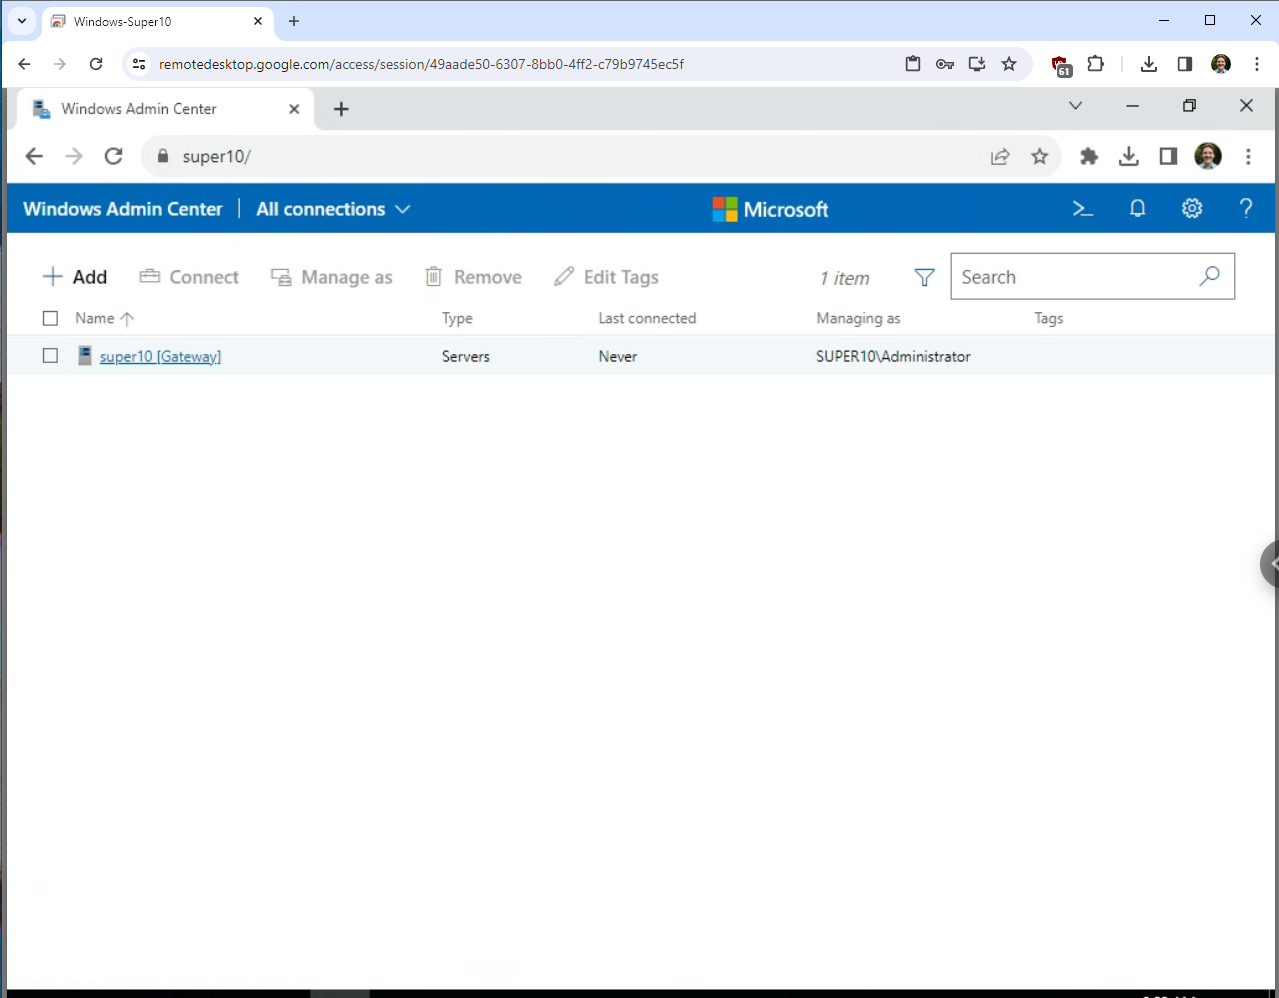 Windows-Super10
remotedesktop.google.com/access/session/49aade50-6307-8bb0-4ff2-c79b9745ec5f
61
Windows Admin Center
super10/
Windows Admin Center | All connections
Microsoft
Add Connect Manage as Remove Edit Tags 1 item Search
Name Type Last connected Managing as Tags
super10 [Gateway] Servers Never SUPER10\Administrator